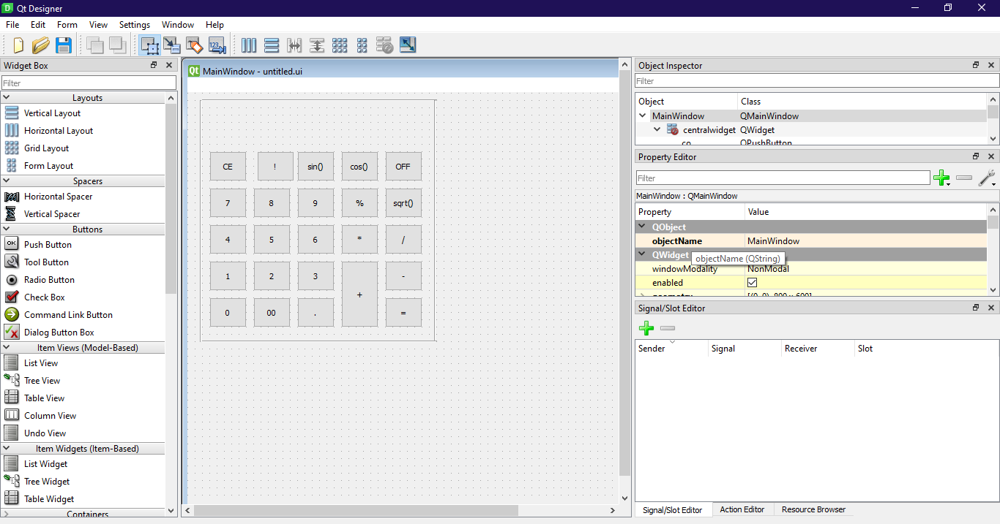 Qt Designer
File Edit Form View Settings Window Help
Widget Box
Filter
Layouts
Vertical Layout
Horizontal Layout
Grid Layout
Form Layout
Spacers
Horizontal Spacer
Vertical Spacer
Buttons
OK Push Button
Tool Button
Radio Button
Check Box
Command Link Button
Dialog Button Box
Item Views (Model-Based)
List View
Tree View
Table View
Column View
Undo View
Item Widgets (Item-Based)
List Widget
Tree Widget
Table Widget
Containers
Qt MainWindow - untitled.ui
CE ! sin() cos() OFF
7 8 9 % sqrt()
4 5 6 * /
1 2 3 -
+
0 00 . =
Object Inspector
Filter
Object Class
MainWindow QMainWindow
centralwidget QWidget
co QPushButton
Property Editor
Filter
MainWindow : QMainWindow
Property Value
QObject
objectName MainWindow
QWidget
objectName (QString)
windowModality NonModal
enabled
geometry [(0, 0), 800 x 600]
Signal/Slot Editor
Sender Signal Receiver Slot
Signal/Slot Editor Action Editor Resource Browser